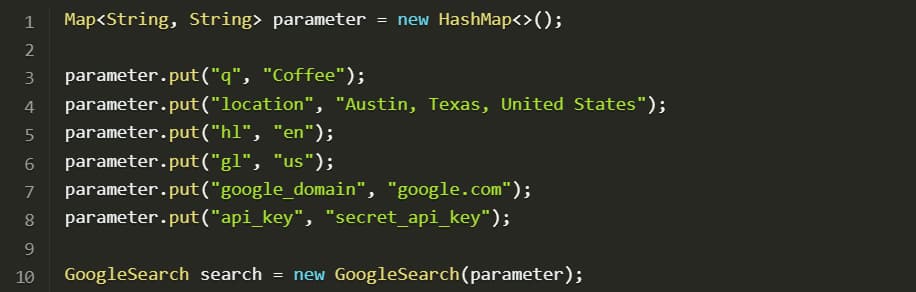 1 Map<String, String> parameter = new HashMap<>();
2
3 parameter.put("q", "Coffee");
4 parameter.put("location", "Austin, Texas, United States");
5 parameter.put("hl", "en");
6 parameter.put("gl", "us");
7 parameter.put("google_domain", "google.com");
8 parameter.put("api_key", "secret_api_key");
9
10 GoogleSearch search = new GoogleSearch(parameter);